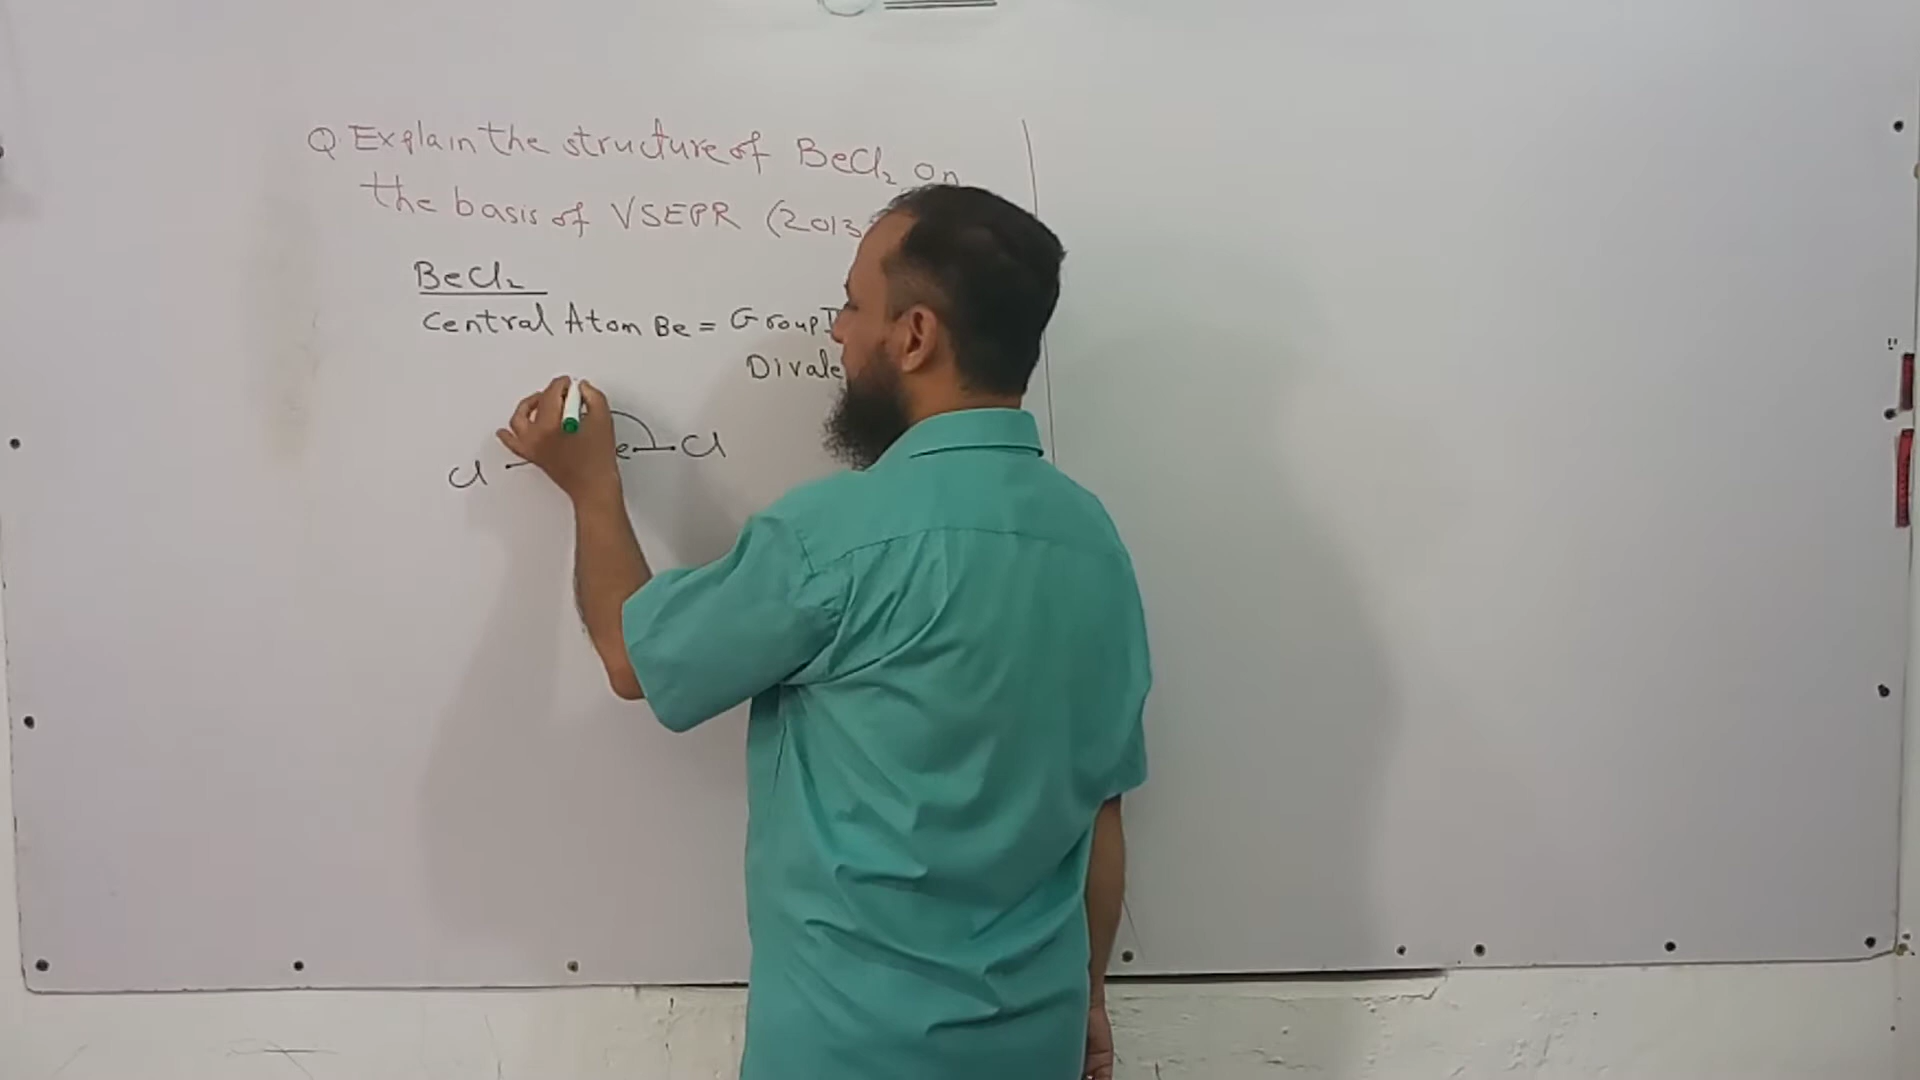 Q. Explain the structure of BeCl₂ on
the basis of VSEPR (2013
BeCl₂
Central Atom Be = Group I
Divale
Cl e Cl